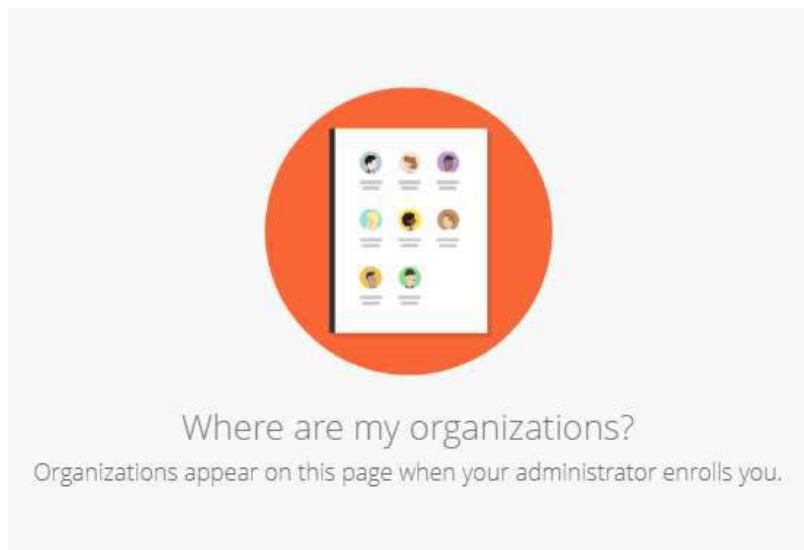 Where are my organizations?
Organizations appear on this page when your administrator enrolls you.